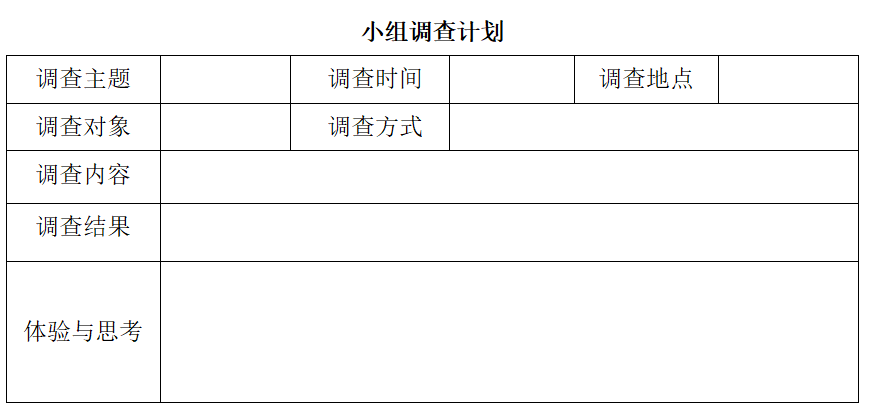 小组调查计划
调查主题 调查时间 调查地点
调查对象 调查方式
调查内容
调查结果
体验与思考